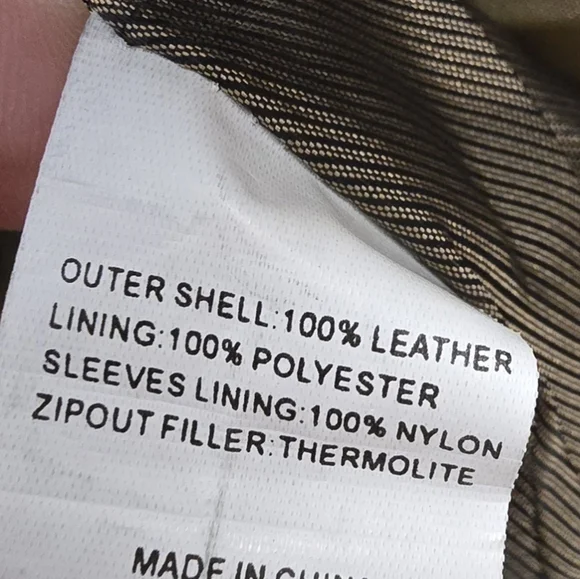 OUTER SHELL:100% LEATHER
LINING:100% POLYESTER
SLEEVES LINING:100% NYLON
ZIPOUT FILLER:THERMOLITE
MADE IN